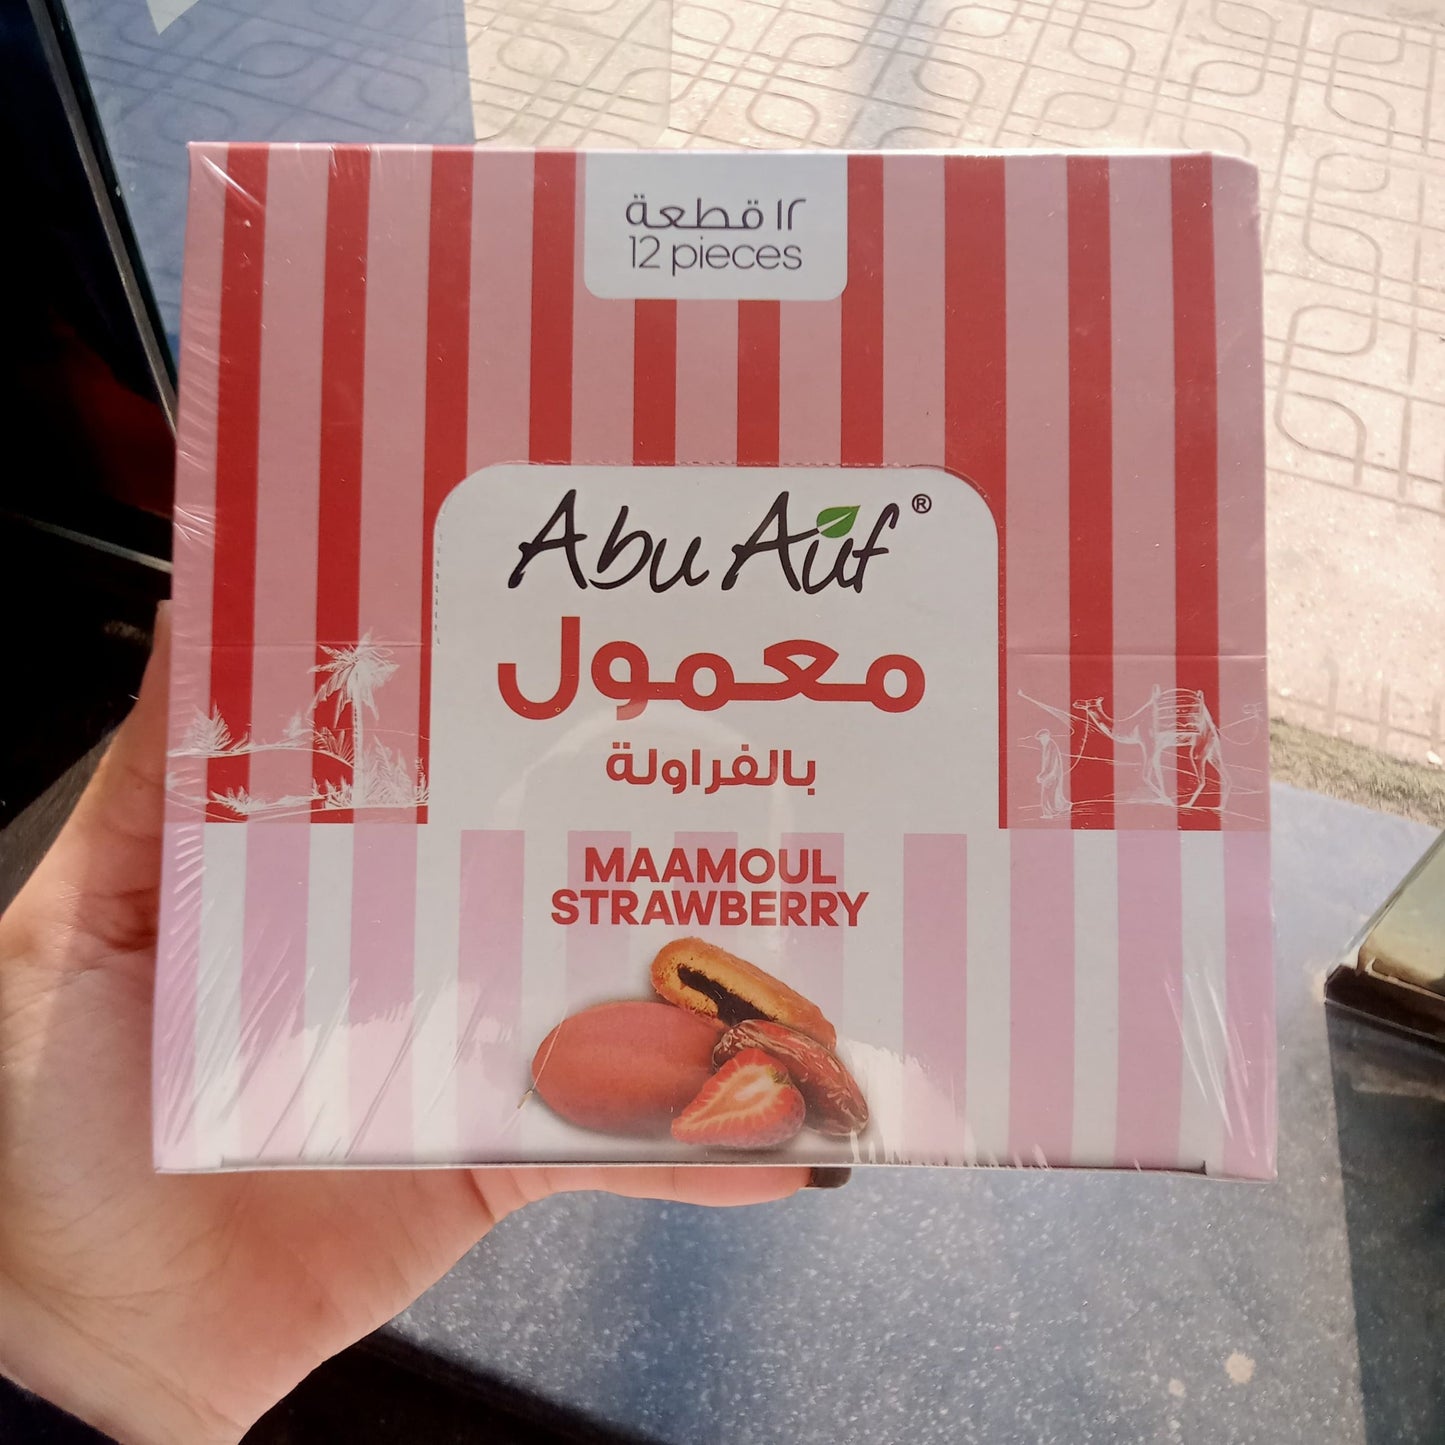 ١٢ قطعة
12 pieces
Abu Auf®
معمول
بالفراولة
MAAMOUL
STRAWBERRY